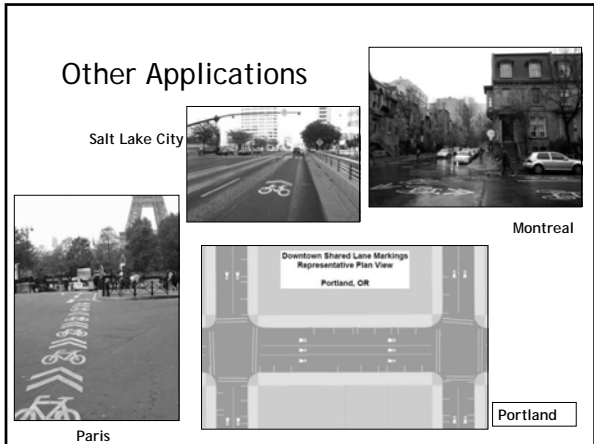 Other Applications
Salt Lake City
Montreal
Downtown Shared Lane Markings
Representative Plan View
Portland, OR
Portland
Paris